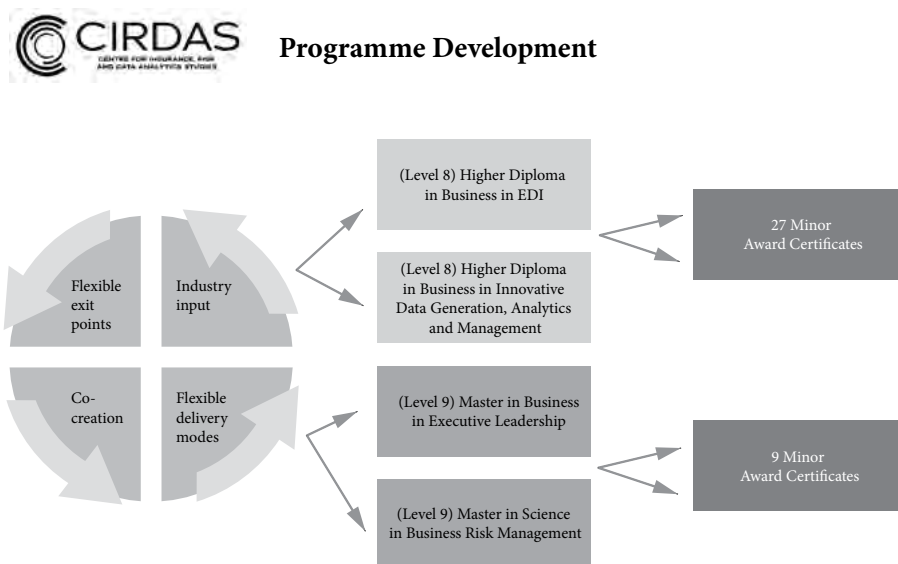 CIRDAS
CENTRE FOR INSURANCE, RISK
AND DATA ANALYTICS STUDIES
Programme Development
Flexible
exit
points
Industry
input
Co-
creation
Flexible
delivery
modes
(Level 8) Higher Diploma
in Business in EDI
(Level 8) Higher Diploma
in Business in Innovative
Data Generation, Analytics
and Management
(Level 9) Master in Business
in Executive Leadership
(Level 9) Master in Science
in Business Risk Management
27 Minor
Award Certificates
9 Minor
Award Certificates